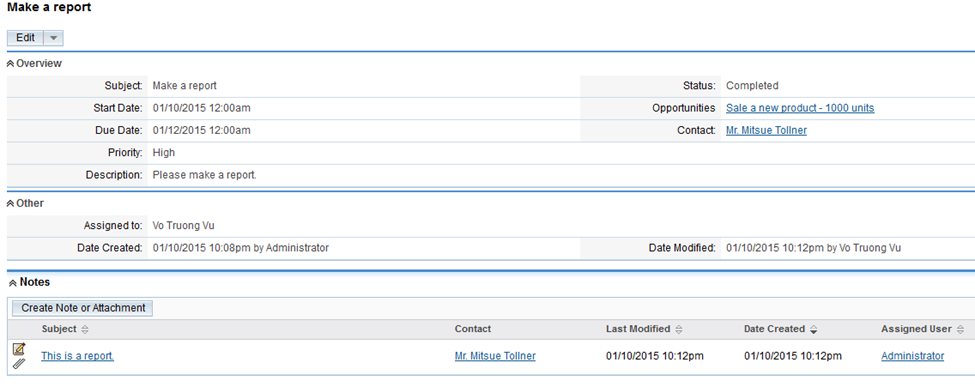 Make a report
Edit
Overview
Subject: Make a report Status: Completed
Start Date: 01/10/2015 12:00am Opportunities Sale a new product - 1000 units
Due Date: 01/12/2015 12:00am Contact: Mr. Mitsue Tollner
Priority: High
Description: Please make a report.
Other
Assigned to: Vo Truong Vu
Date Created: 01/10/2015 10:08pm by Administrator Date Modified: 01/10/2015 10:12pm by Vo Truong Vu
Notes
Create Note or Attachment
Subject Contact Last Modified Date Created Assigned User
This is a report. Mr. Mitsue Tollner 01/10/2015 10:12pm 01/10/2015 10:12pm Administrator